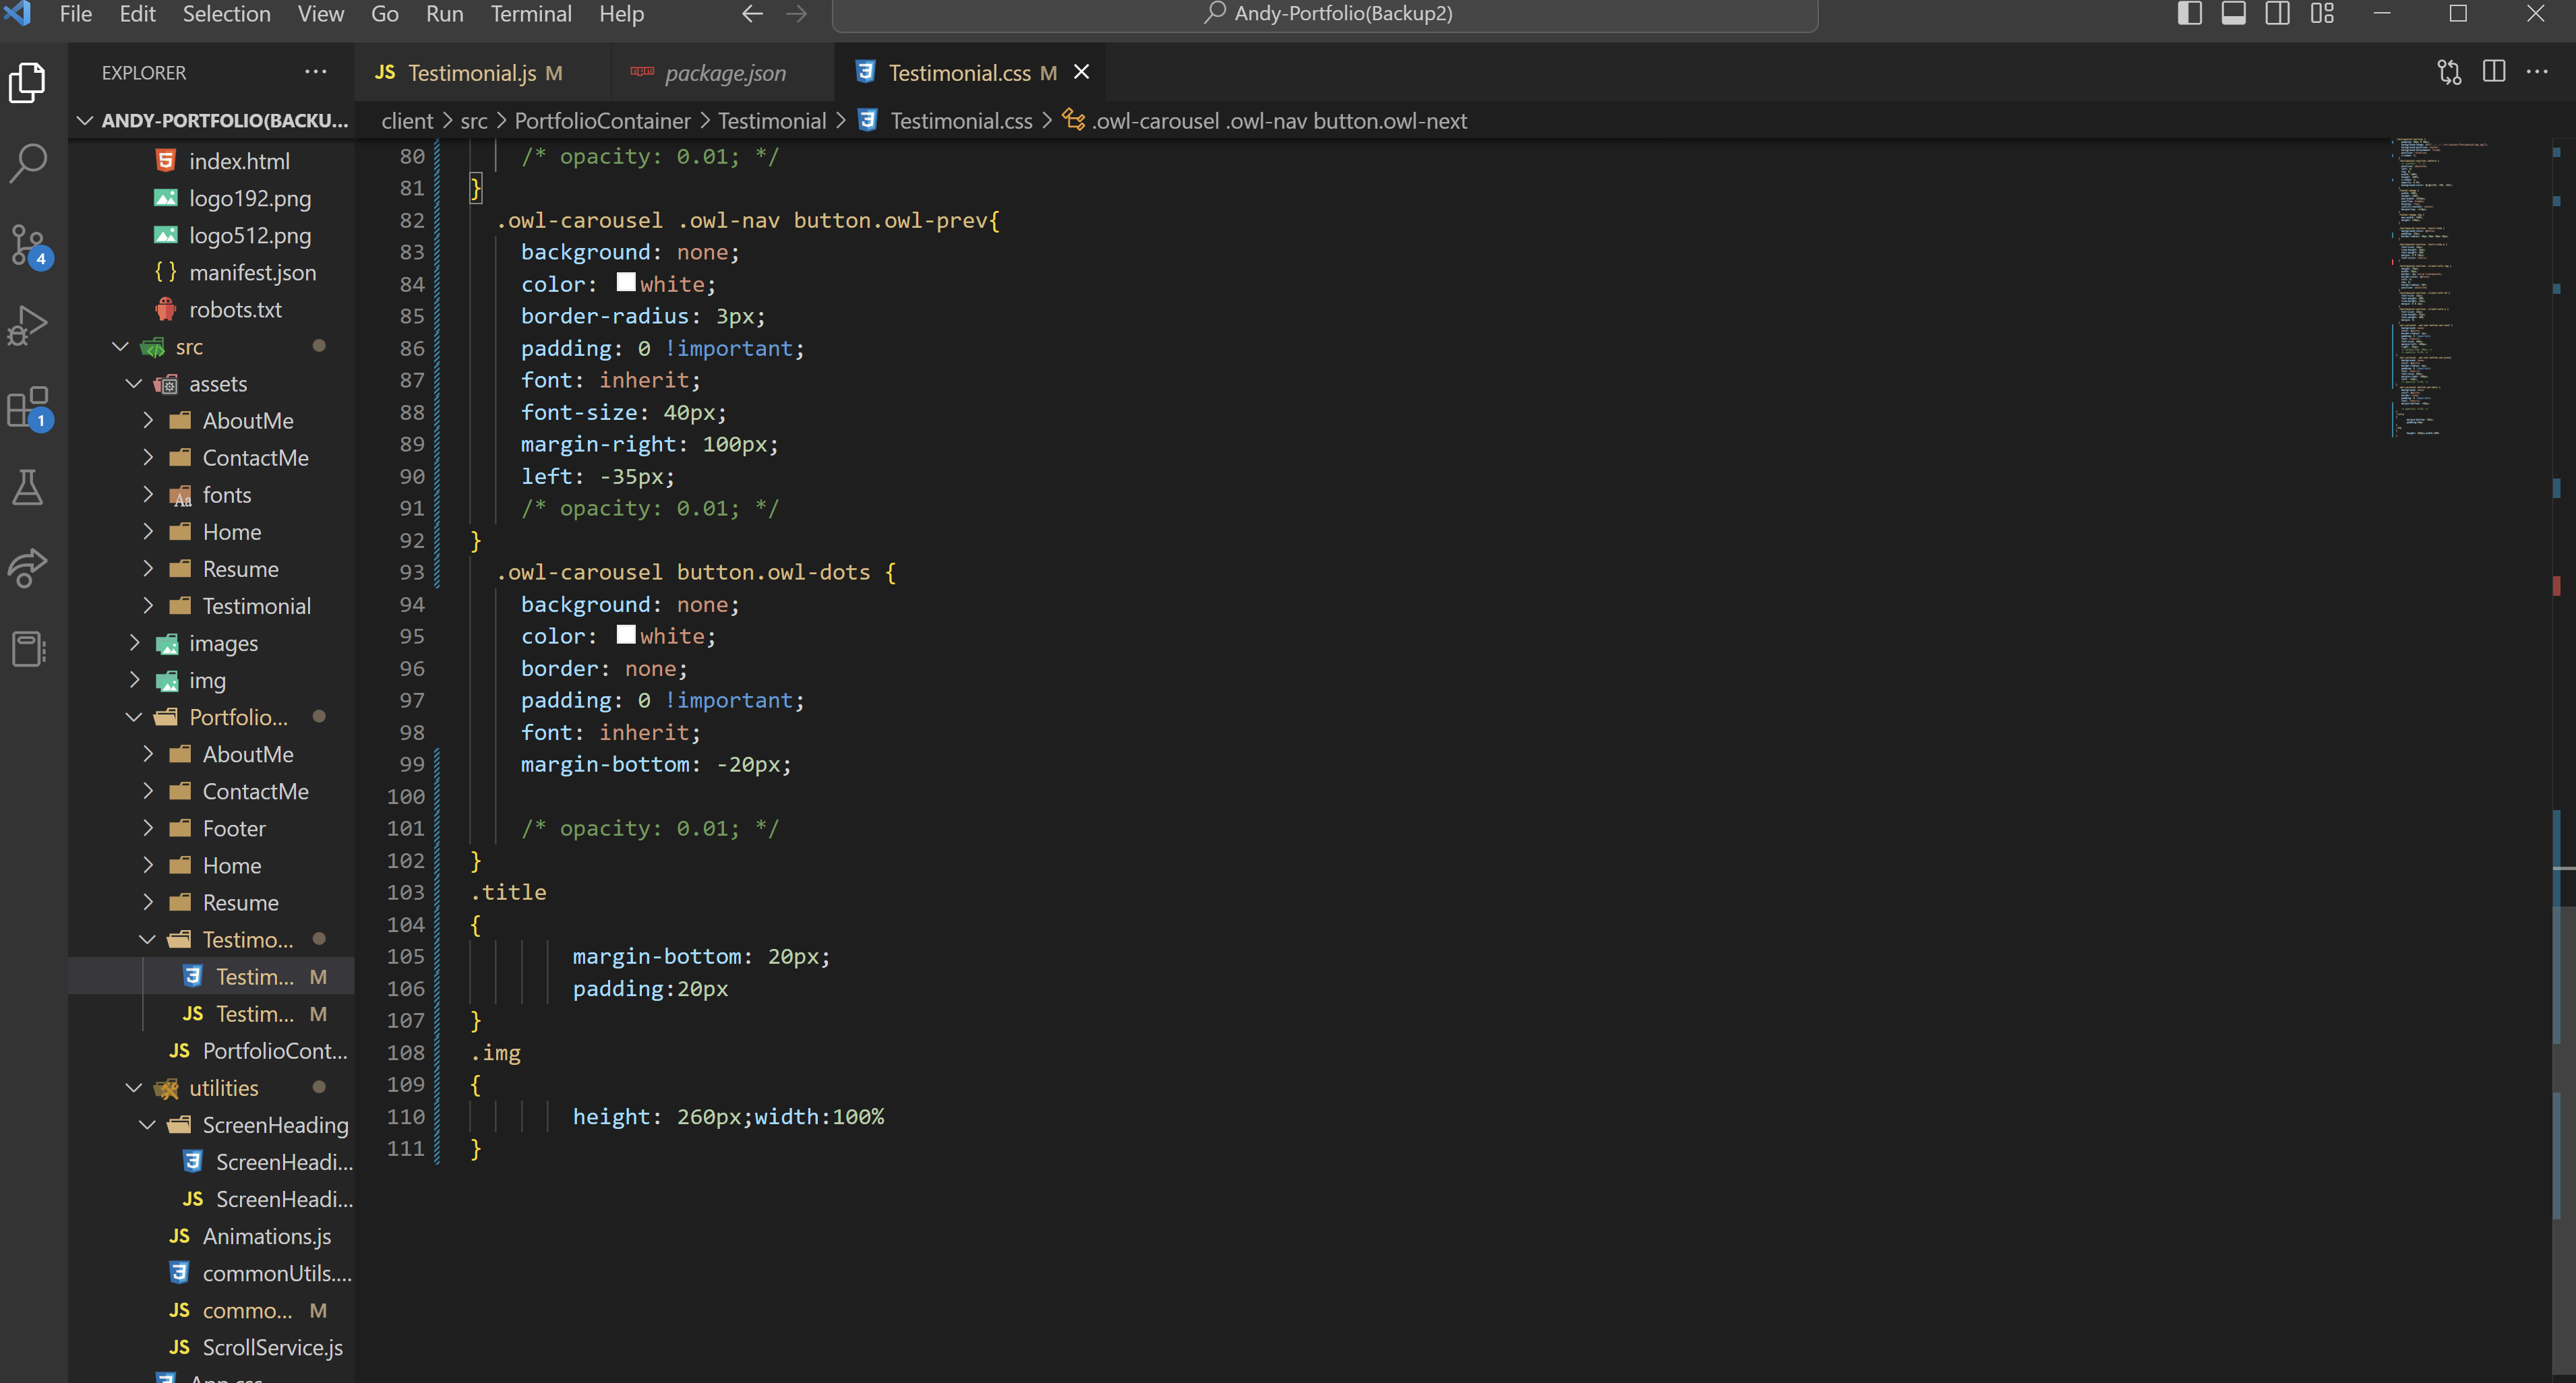 File Edit Selection View Go Run Terminal Help
Andy-Portfolio(Backup2)
EXPLORER
JS Testimonial.js M
npm package.json
Testimonial.css M
ANDY-PORTFOLIO(BACKU...
client > src > PortfolioContainer > Testimonial > Testimonial.css > .owl-carousel .owl-nav button.owl-next
index.html
logo192.png
logo512.png
{ } manifest.json
robots.txt
src
assets
AboutMe
ContactMe
fonts
Home
Resume
Testimonial
images
img
Portfolio...
AboutMe
ContactMe
Footer
Home
Resume
Testimo...
Testim... M
JS Testim... M
JS PortfolioCont...
utilities
ScreenHeading
ScreenHeadi...
JS ScreenHeadi...
JS Animations.js
commonUtils....
JS commo... M
JS ScrollService.js
App.css
4
1
80 /* opacity: 0.01; */
81 }
82 .owl-carousel .owl-nav button.owl-prev{
83 background: none;
84 color: white;
85 border-radius: 3px;
86 padding: 0 !important;
87 font: inherit;
88 font-size: 40px;
89 margin-right: 100px;
90 left: -35px;
91 /* opacity: 0.01; */
92 }
93 .owl-carousel button.owl-dots {
94 background: none;
95 color: white;
96 border: none;
97 padding: 0 !important;
98 font: inherit;
99 margin-bottom: -20px;
100
101 /* opacity: 0.01; */
102 }
103 .title
104 {
105 margin-bottom: 20px;
106 padding:20px
107 }
108 .img
109 {
110 height: 260px;width:100%
111 }